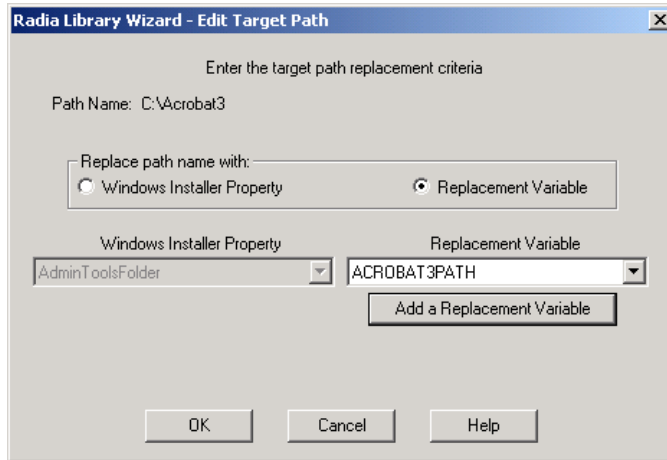 Radia Library Wizard - Edit Target Path
Enter the target path replacement criteria
Path Name: C:\Acrobat3
Replace path name with:
Windows Installer Property
Replacement Variable
Windows Installer Property
Replacement Variable
AdminToolsFolder
ACROBAT3PATH
Add a Replacement Variable
OK
Cancel
Help